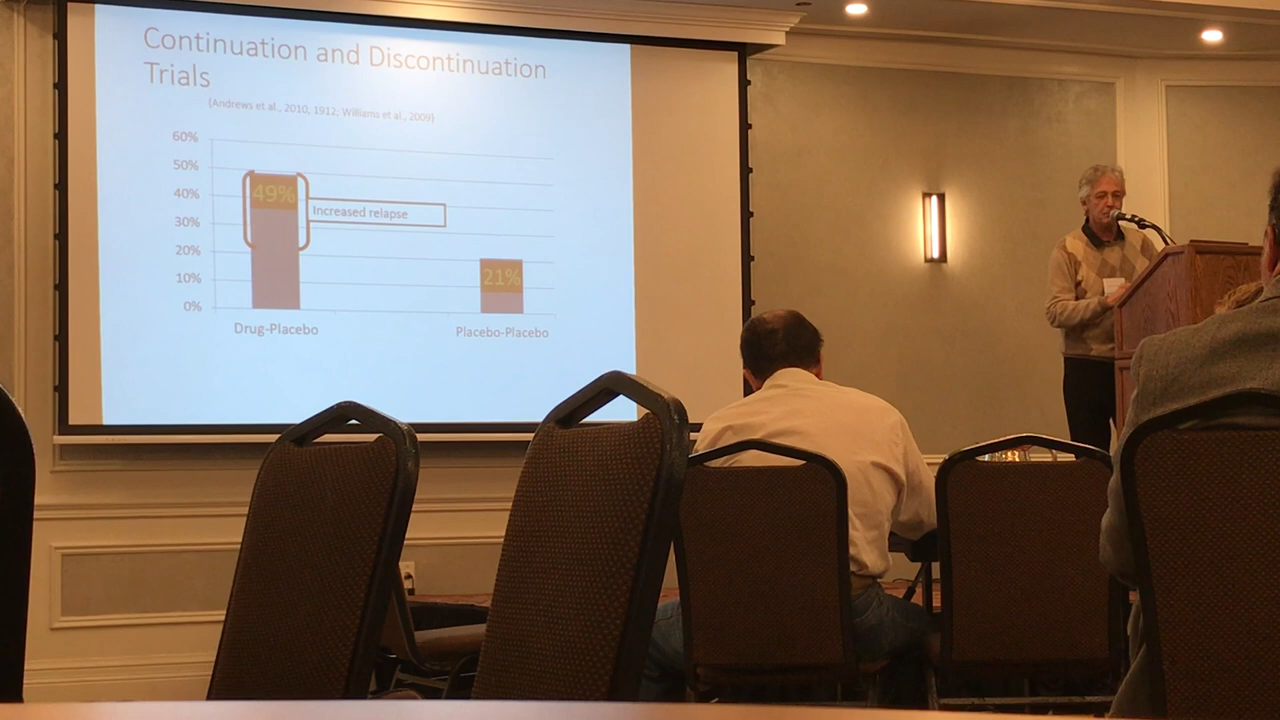 Continuation and Discontinuation
Trials
(Andrews et al., 2010; 1912; Williams et al., 2009)
60%
50%
40%
30%
20%
10%
0%
49%
Increased relapse
21%
Drug-Placebo
Placebo-Placebo